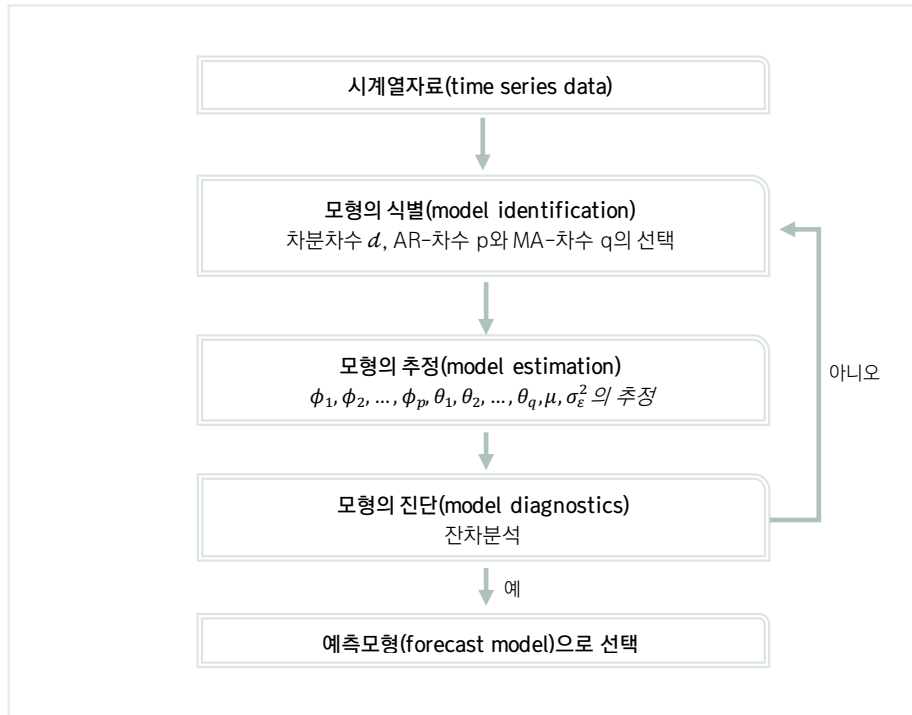 시계열자료(time series data)
모형의 식별(model identification)
차분차수 𝑑, AR-차수 p와 MA-차수 q의 선택
모형의 추정(model estimation)
𝜙₁, 𝜙₂, …, 𝜙ₚ, 𝜃₁, 𝜃₂, …, 𝜃_q, 𝜇, 𝜎_ε² 의 추정
아니오
모형의 진단(model diagnostics)
잔차분석
예
예측모형(forecast model)으로 선택